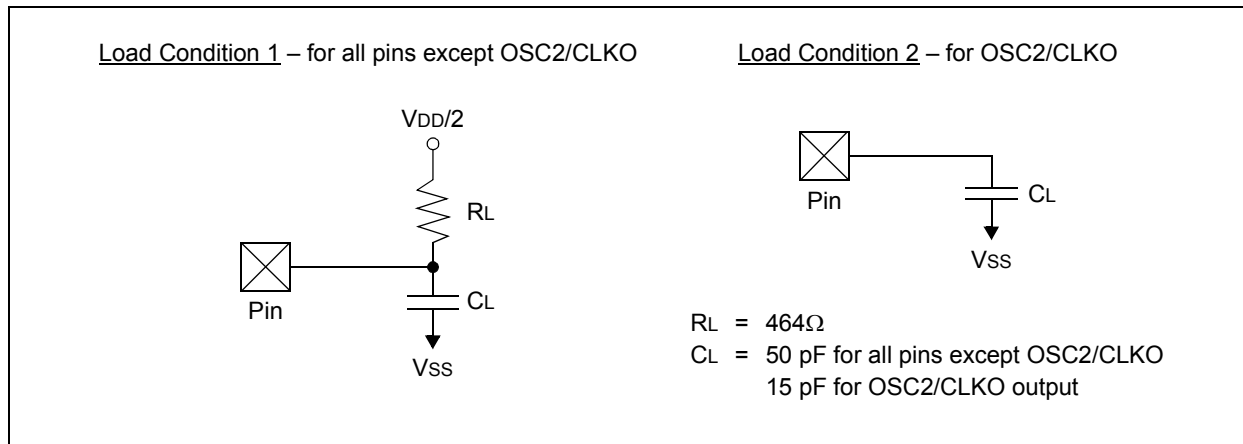 Load Condition 1 – for all pins except OSC2/CLKO
VDD/2
RL
Pin
CL
VSS
Load Condition 2 – for OSC2/CLKO
Pin
CL
VSS
RL = 464Ω
CL = 50 pF for all pins except OSC2/CLKO
15 pF for OSC2/CLKO output